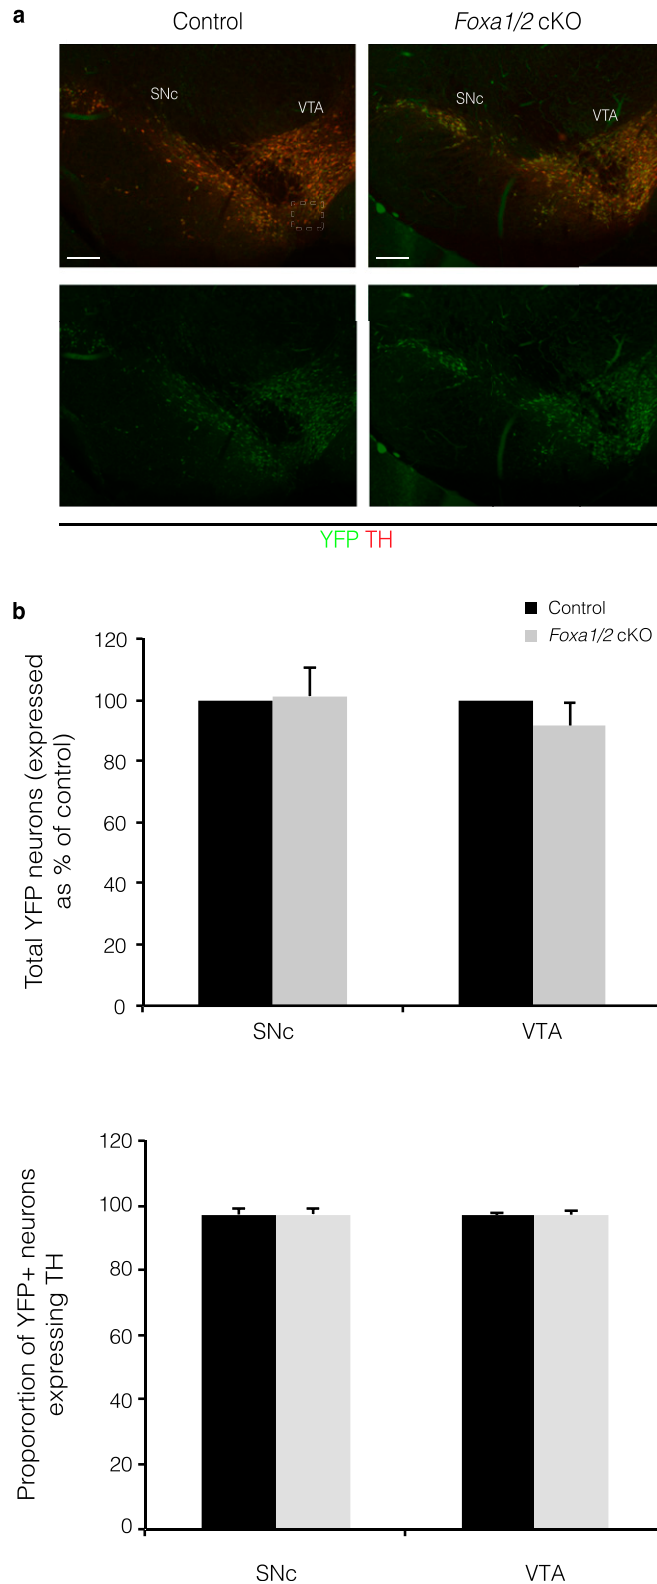 a
Control
Foxa1/2 cKO
SNc
VTA
SNc
VTA
YFP TH
b
Control
Foxa1/2 cKO
Total YFP neurons (expressed
as % of control)
120
100
80
60
40
20
0
SNc
VTA
Proporortion of YFP+ neurons
expressing TH
120
100
80
60
40
20
0
SNc
VTA